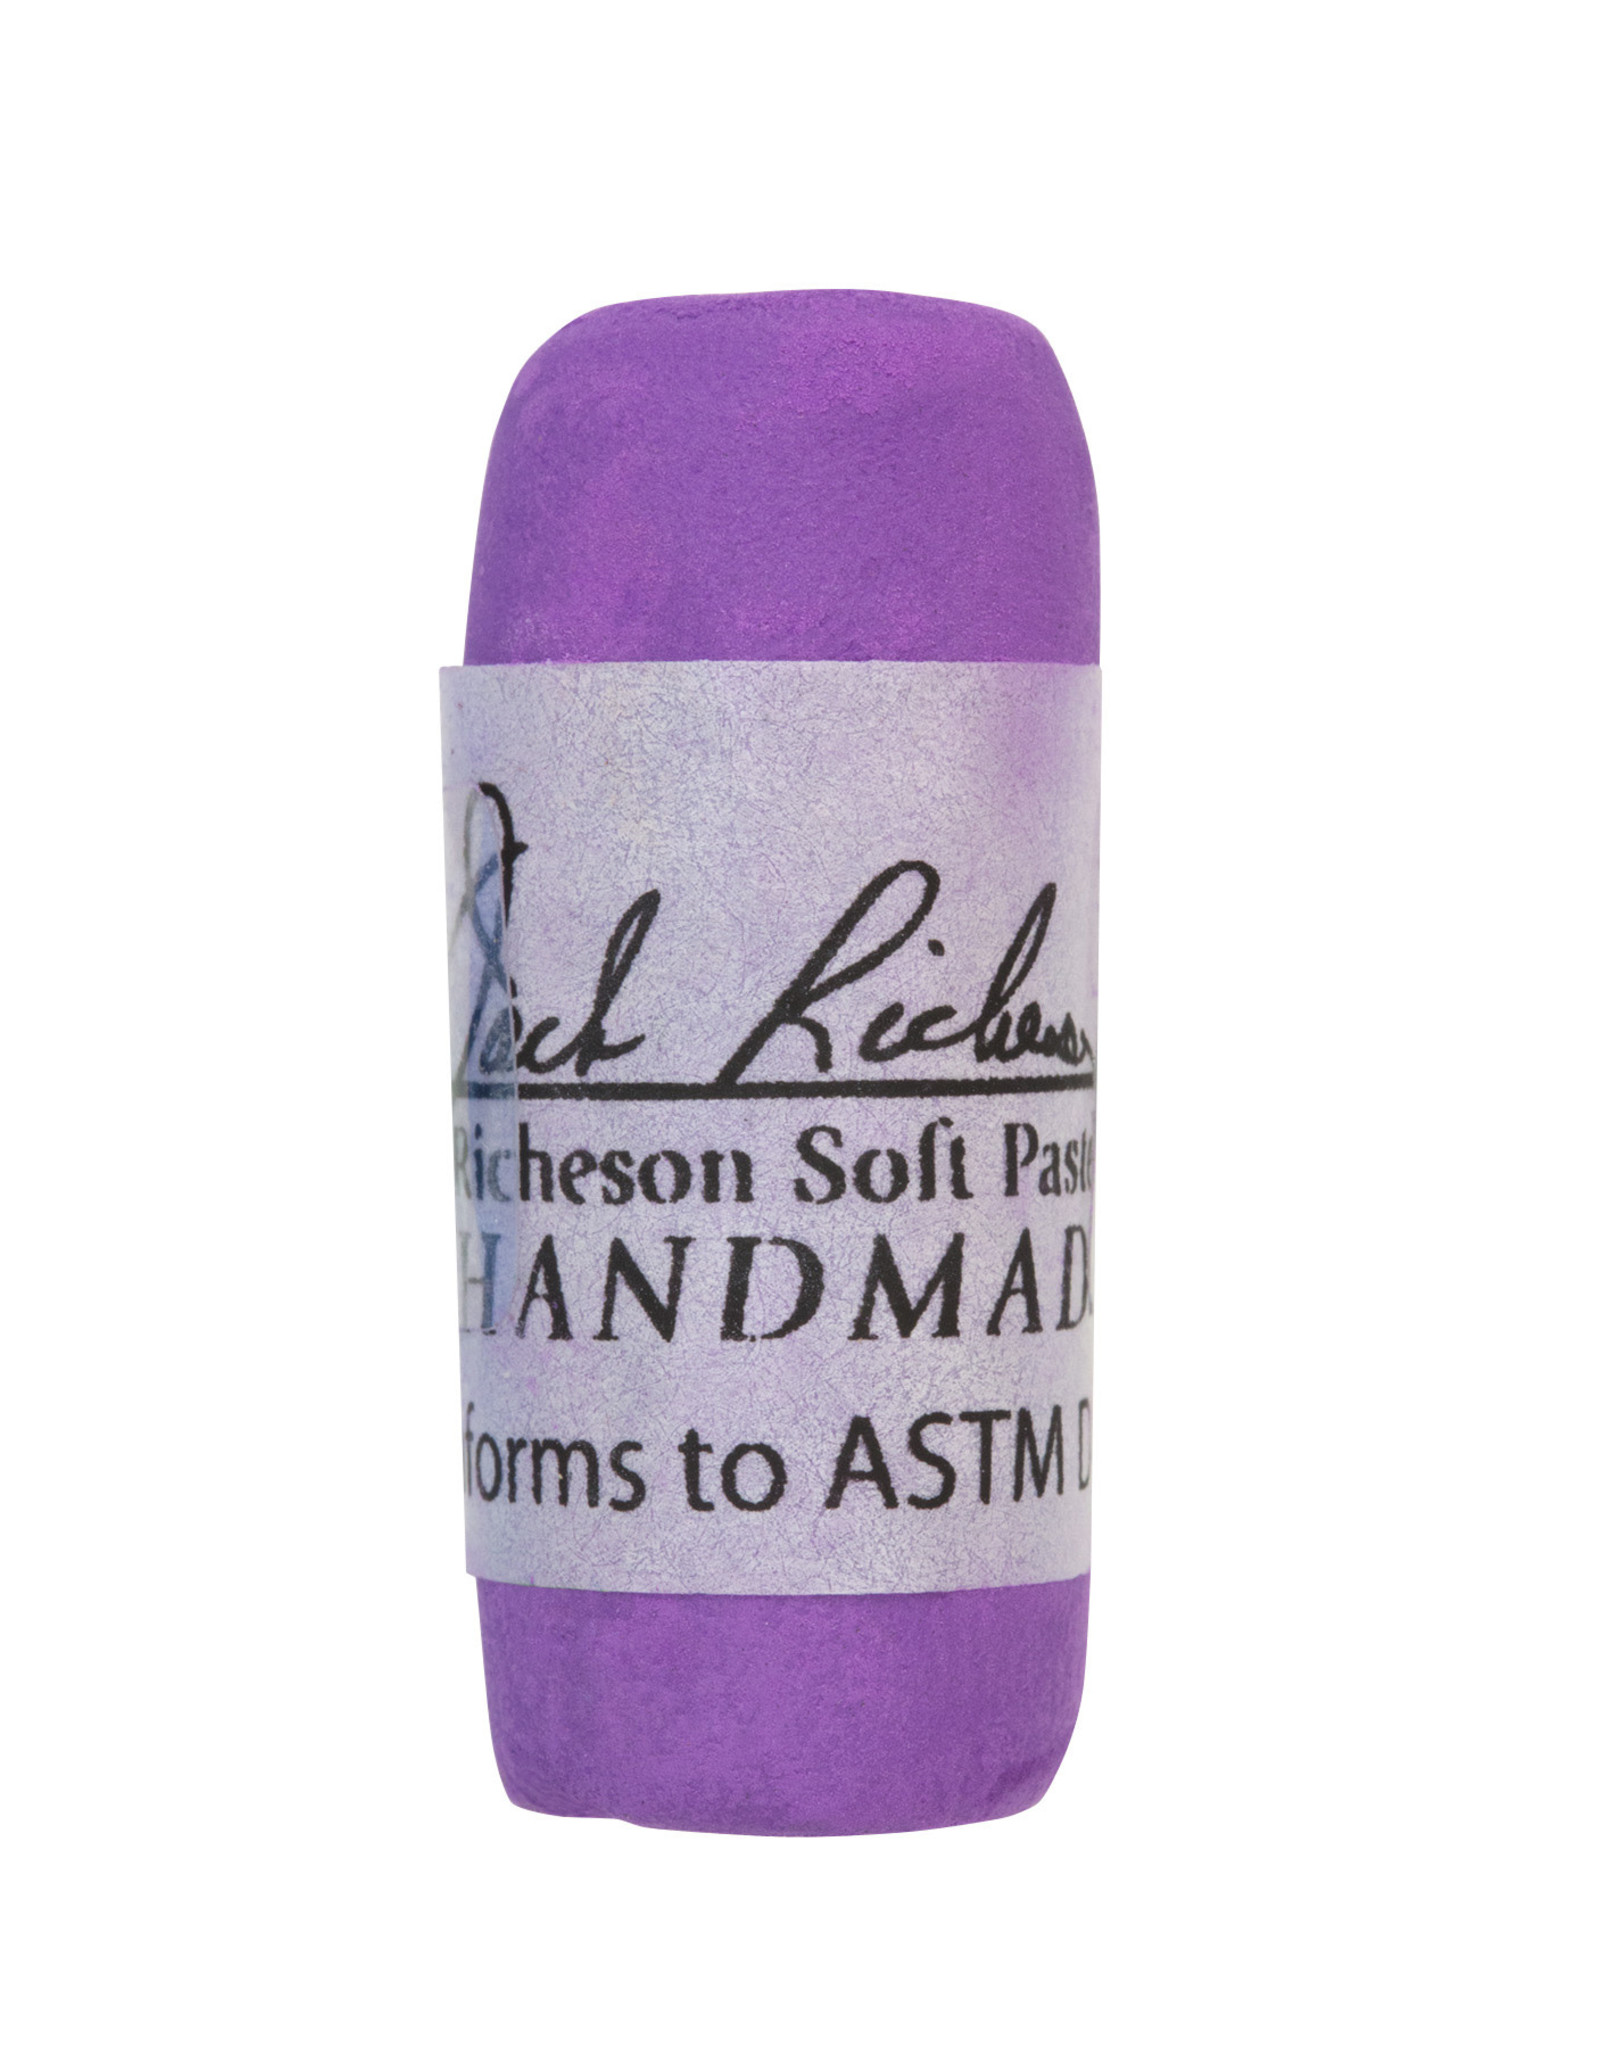 Jack Richeson
Richeson Soft Paste
HANDMAD
forms to ASTM D